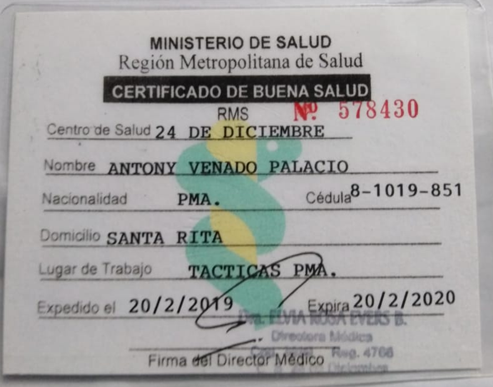 MINISTERIO DE SALUD
Región Metropolitana de Salud
CERTIFICADO DE BUENA SALUD
RMS Nº 578430
Centro de Salud 24 DE DICIEMBRE
Nombre ANTONY VENADO PALACIO
Nacionalidad PMA. Cédula 8-1019-851
Domicilio SANTA RITA
Lugar de Trabajo TACTICAS PMA.
Expedido el 20/2/2019 Expira 20/2/2020
Dra. ELVIA ROSA EVERS B.
Directora Médica
Reg. 4766
Firma del Director Médico